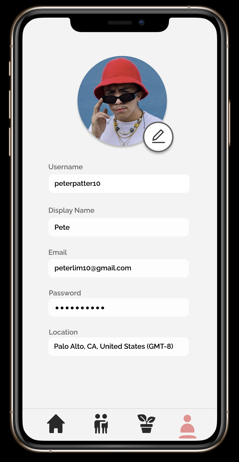 Username
peterpatter10
Display Name
Pete
Email
peterlim10@gmail.com
Password
••••••••••
Location
Palo Alto, CA, United States (GMT-8)